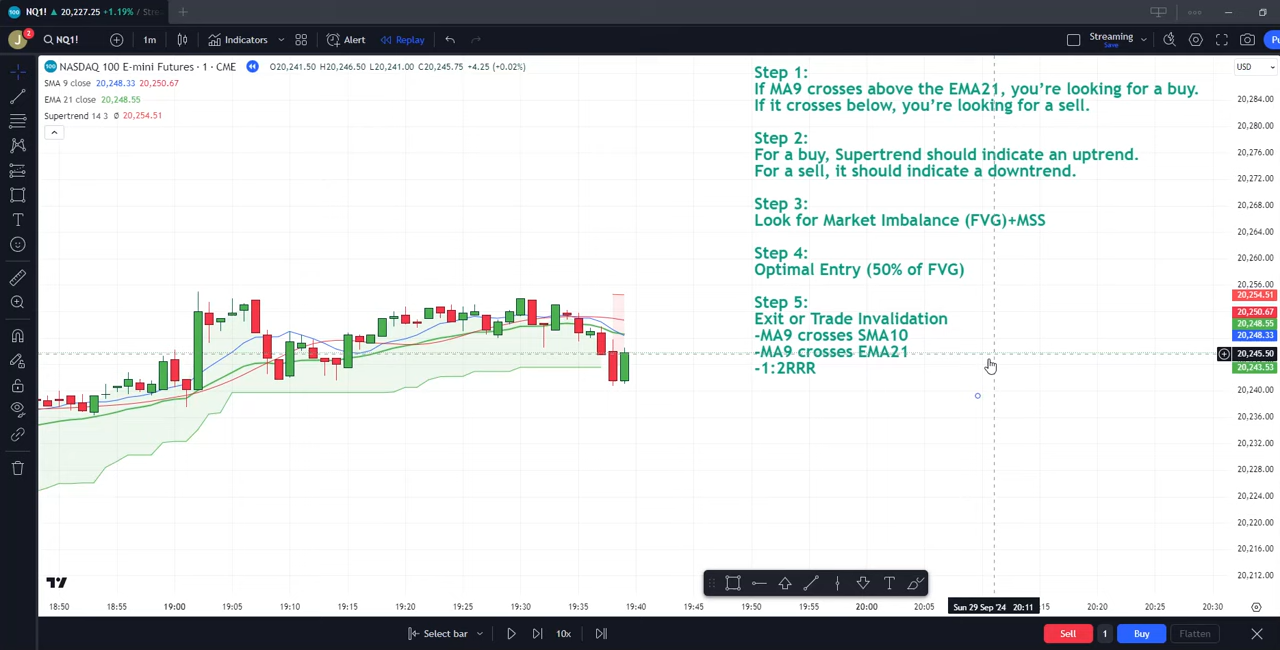 NQ1! ▲ 20,227.25 +1.19% / Stre
J
2
NQ1!
1m
Indicators
Alert
Replay
Streaming
Save
Pu
NASDAQ 100 E-mini Futures · 1 · CME
O20,241.50 H20,246.50 L20,241.00 C20,245.75 +4.25 (+0.02%)
SMA 9 close 20,248.33 20,250.67
EMA 21 close 20,248.55
Supertrend 14 3 Ø 20,254.51
USD
Step 1:
If MA9 crosses above the EMA21, you’re looking for a buy.
If it crosses below, you’re looking for a sell.
Step 2:
For a buy, Supertrend should indicate an uptrend.
For a sell, it should indicate a downtrend.
Step 3:
Look for Market Imbalance (FVG)+MSS
Step 4:
Optimal Entry (50% of FVG)
Step 5:
Exit or Trade Invalidation
-MA9 crosses SMA10
-MA9 crosses EMA21
-1:2RRR
20,284.00
20,280.00
20,276.00
20,272.00
20,268.00
20,264.00
20,260.00
20,256.00
20,254.51
20,250.67
20,248.55
20,248.33
20,245.50
20,243.53
20,240.00
20,236.00
20,232.00
20,228.00
20,224.00
20,220.00
20,216.00
20,212.00
18:50 18:55 19:00 19:05 19:10 19:15 19:20 19:25 19:30 19:35 19:40 19:45 19:50 19:55 20:00 20:05 Sun 29 Sep '24 20:11 :15 20:20 20:25 20:30
Select bar
10x
Sell
1
Buy
Flatten